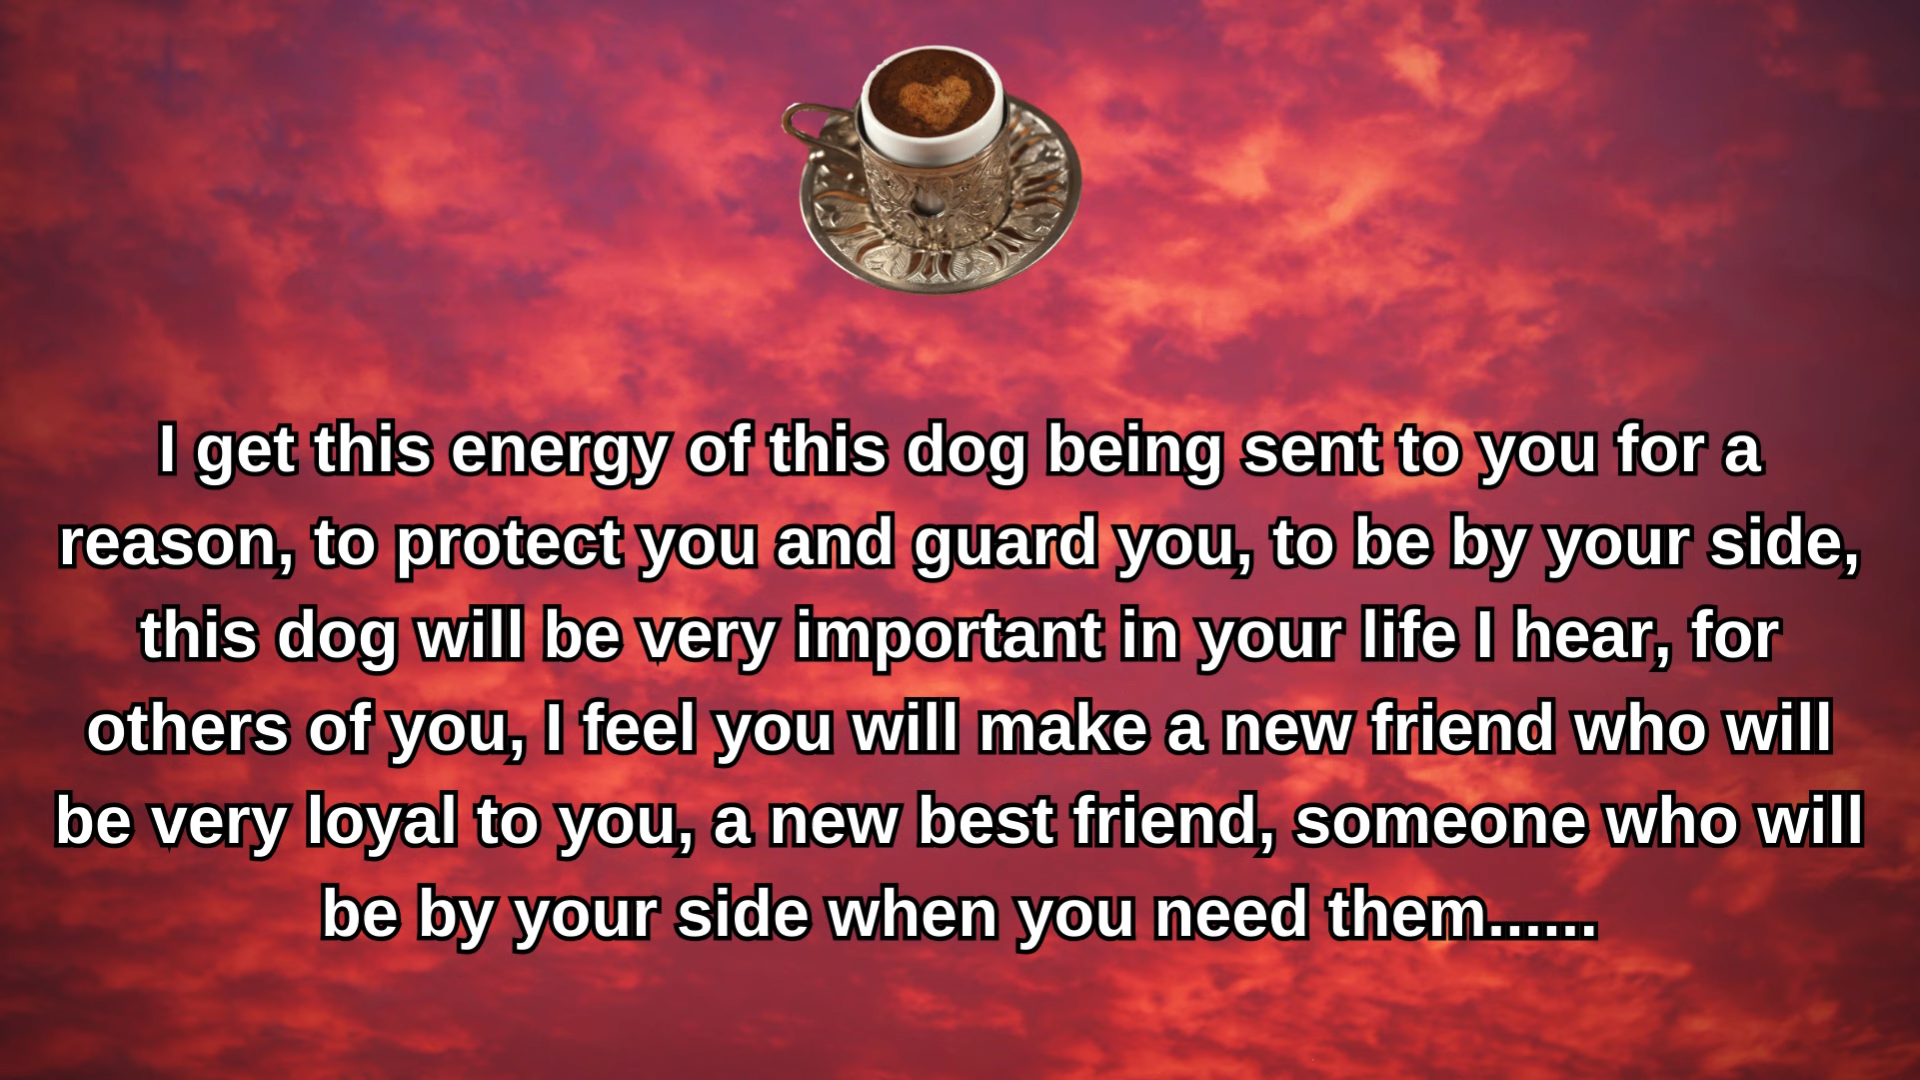 I get this energy of this dog being sent to you for a
reason, to protect you and guard you, to be by your side,
this dog will be very important in your life I hear, for
others of you, I feel you will make a new friend who will
be very loyal to you, a new best friend, someone who will
be by your side when you need them......